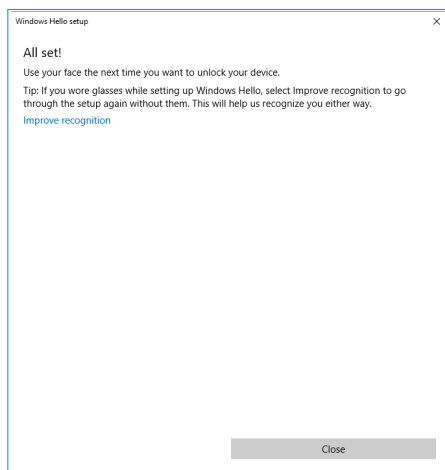 Windows Hello setup
All set!
Use your face the next time you want to unlock your device.
Tip: If you wore glasses while setting up Windows Hello, select Improve recognition to go
through the setup again without them. This will help us recognize you either way.
Improve recognition
Close